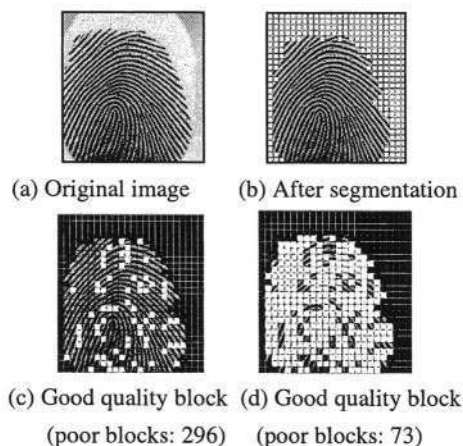 (a) Original image (b) After segmentation
(c) Good quality block (d) Good quality block
(poor blocks: 296) (poor blocks: 73)